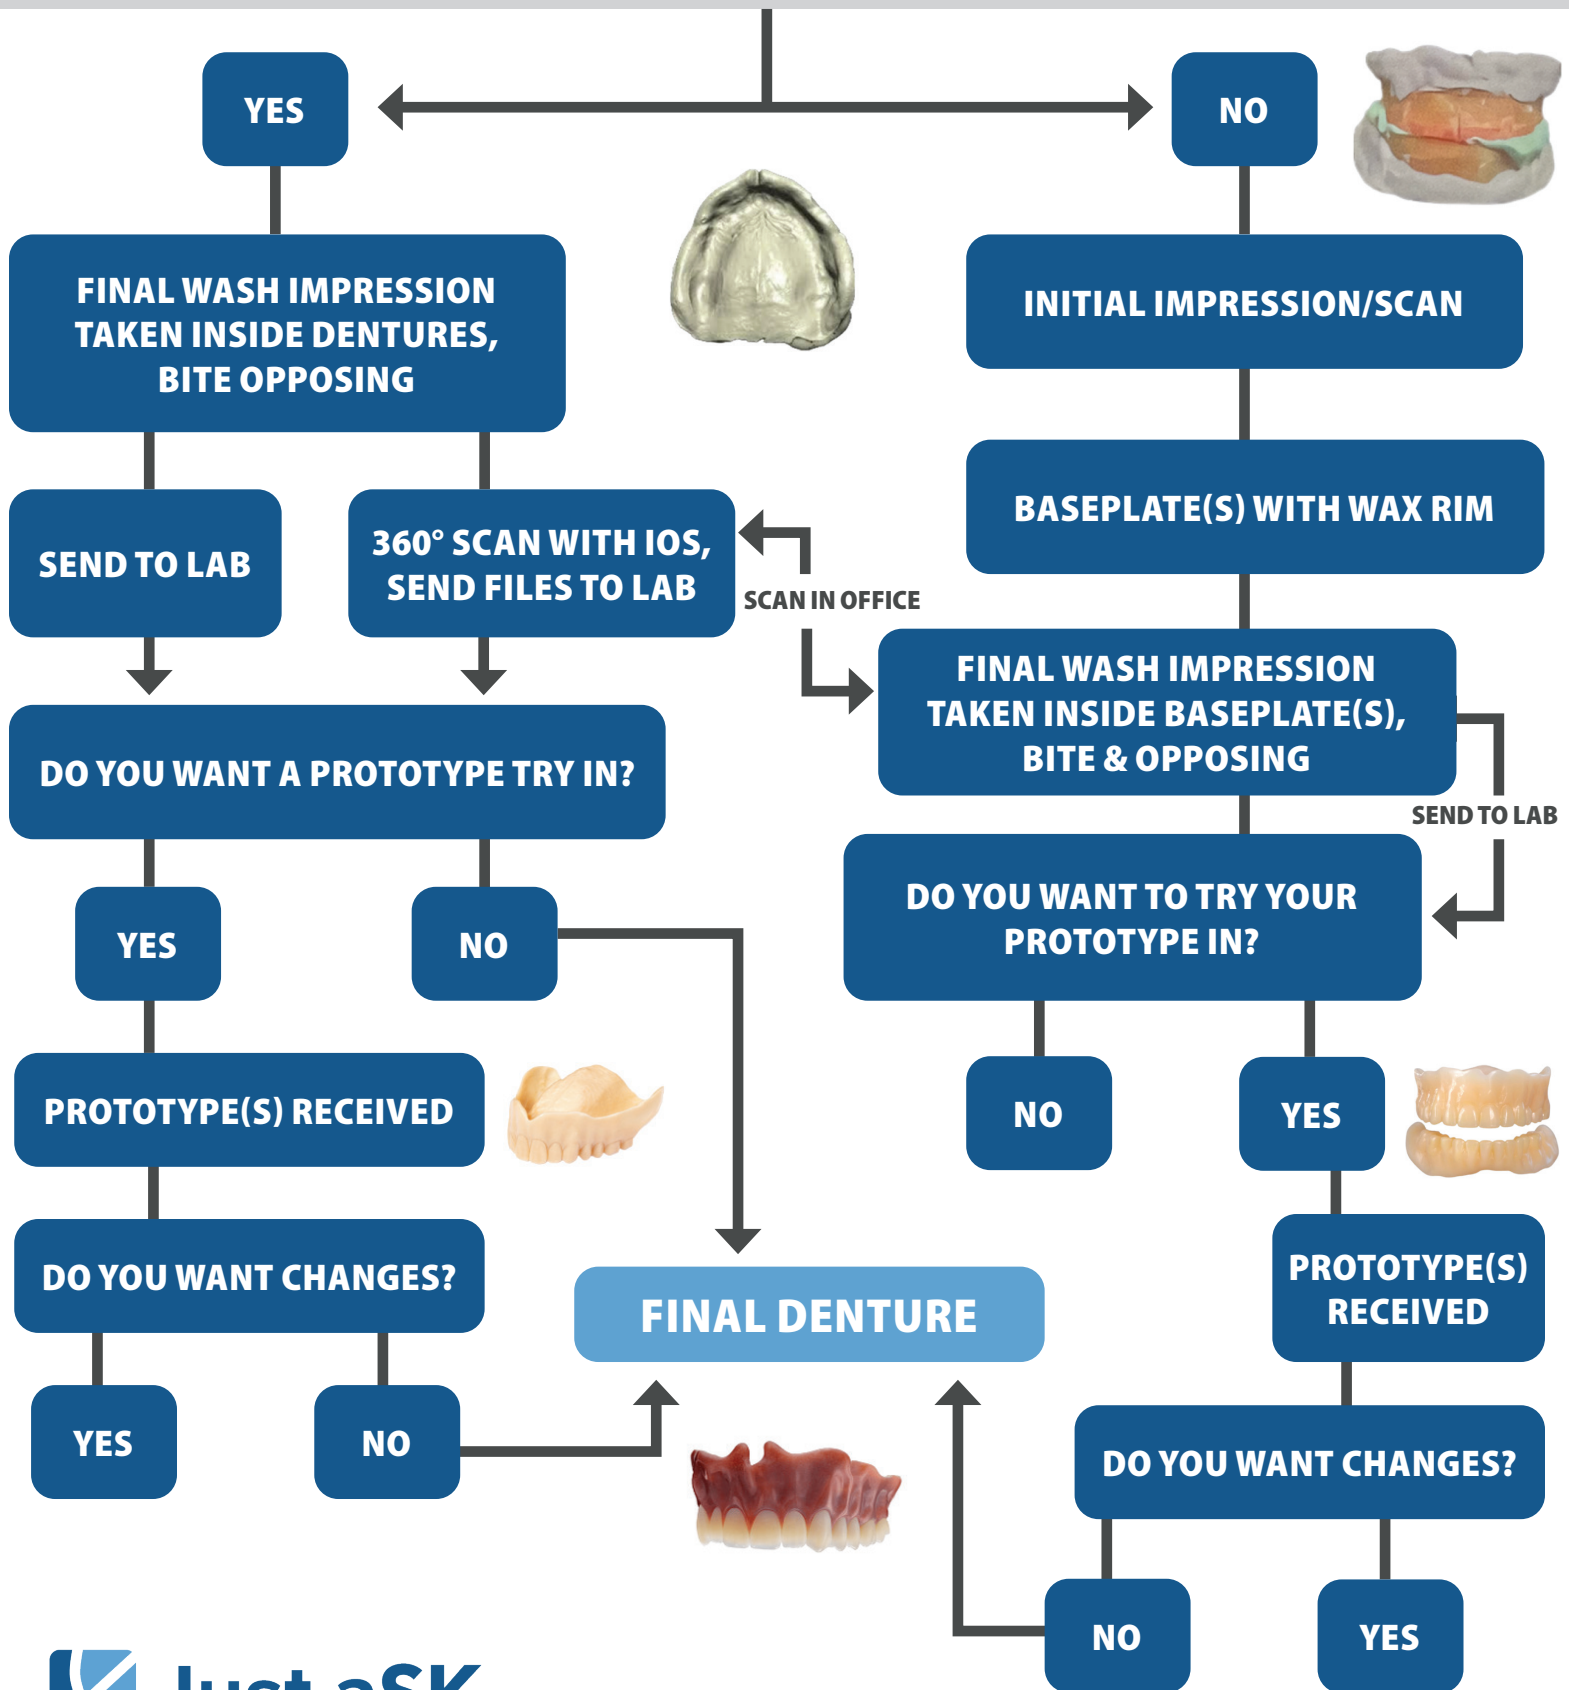 YES
NO
FINAL WASH IMPRESSION
TAKEN INSIDE DENTURES,
BITE OPPOSING
INITIAL IMPRESSION/SCAN
BASEPLATE(S) WITH WAX RIM
SEND TO LAB
360° SCAN WITH IOS,
SEND FILES TO LAB
SCAN IN OFFICE
FINAL WASH IMPRESSION
TAKEN INSIDE BASEPLATE(S),
BITE & OPPOSING
SEND TO LAB
DO YOU WANT A PROTOTYPE TRY IN?
DO YOU WANT TO TRY YOUR
PROTOTYPE IN?
YES
NO
NO
YES
PROTOTYPE(S) RECEIVED
PROTOTYPE(S)
RECEIVED
DO YOU WANT CHANGES?
FINAL DENTURE
YES
NO
DO YOU WANT CHANGES?
NO
YES
Just aSK